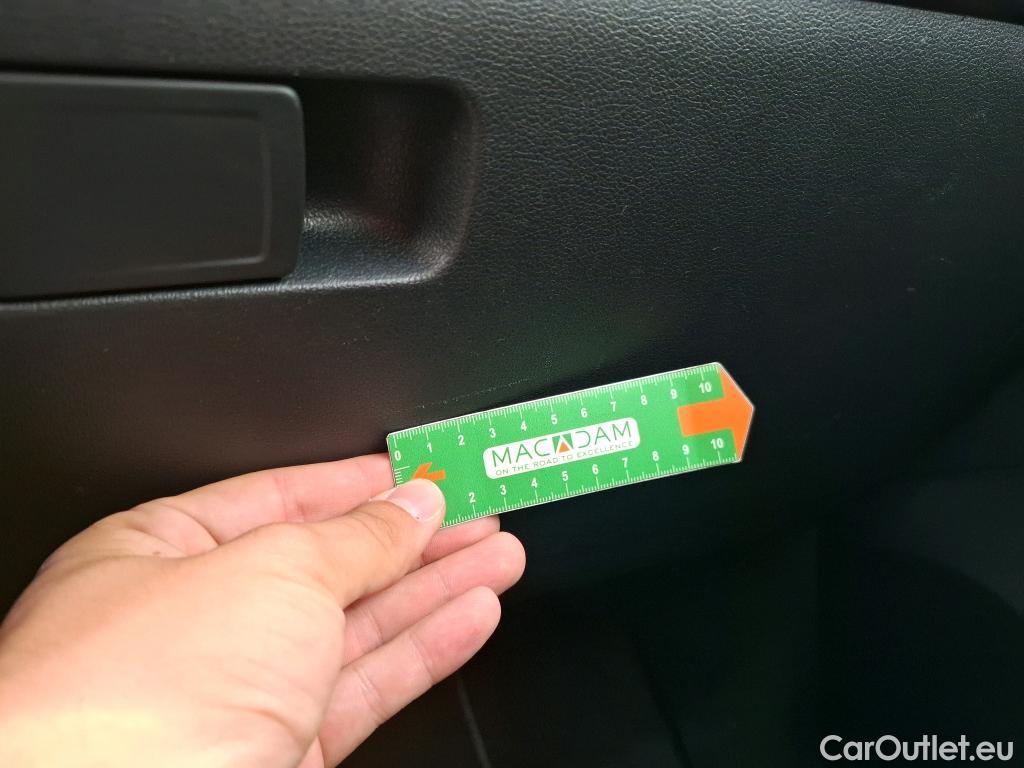 0 1 2 3 4 5 6 7 8 9 10
MACADAM
ON THE ROAD TO EXCELLENCE
2 3 4 5 6 7 8 9 10
CarOutlet.eu